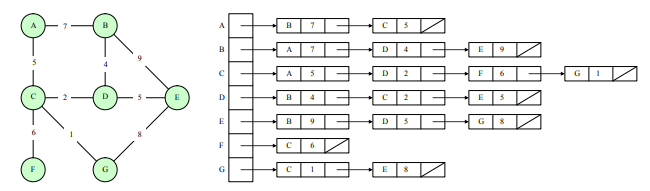 A 7 B
5 4 9
C 2 D 5 E
6 1 8
F G
A B 7 C 5
B A 7 D 4 E 9
C A 5 D 2 F 6 G 1
D B 4 C 2 E 5
E B 9 D 5 G 8
F C 6
G C 1 E 8